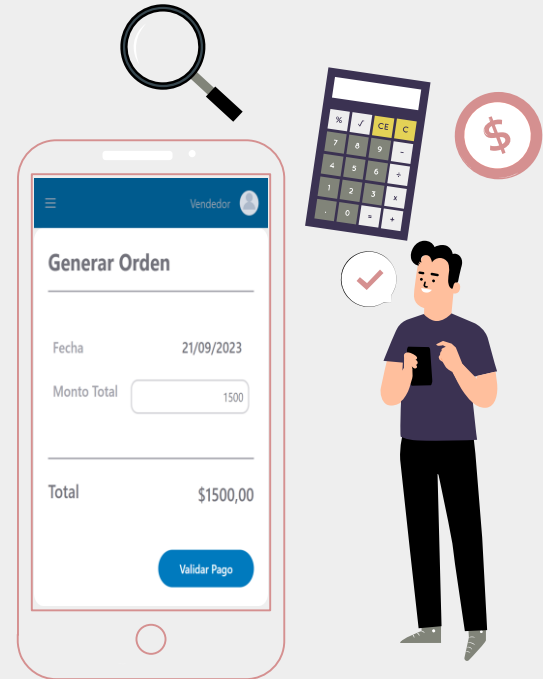 Vendedor
Generar Orden
Fecha 21/09/2023
Monto Total 1500
Total $1500,00
Validar Pago
% √ CE C
7 8 9 -
4 5 6 ÷
1 2 3 x
. 0 = +
$